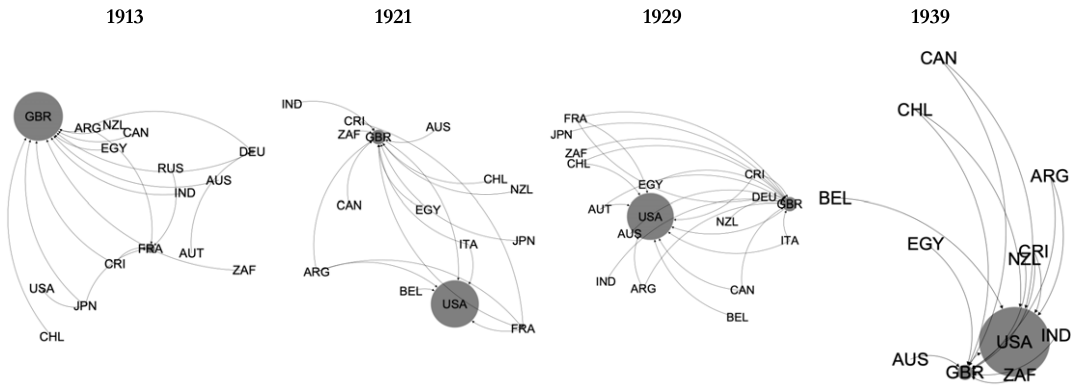 1913
1921
1929
1939
GBR
ARG
NZL
CAN
EGY
DEU
RUS
AUS
IND
FRA
AUT
CRI
ZAF
USA
JPN
CHL
IND
CRI
ZAF
GBR
AUS
CHL
NZL
CAN
EGY
JPN
ITA
ARG
BEL
USA
FRA
FRA
JPN
ZAF
CHL
CRI
EGY
DEU
GBR
AUT
USA
NZL
AUS
ITA
IND
ARG
CAN
BEL
CAN
CHL
ARG
BEL
EGY
CRI
NZL
USA
IND
AUS
GBR
ZAF